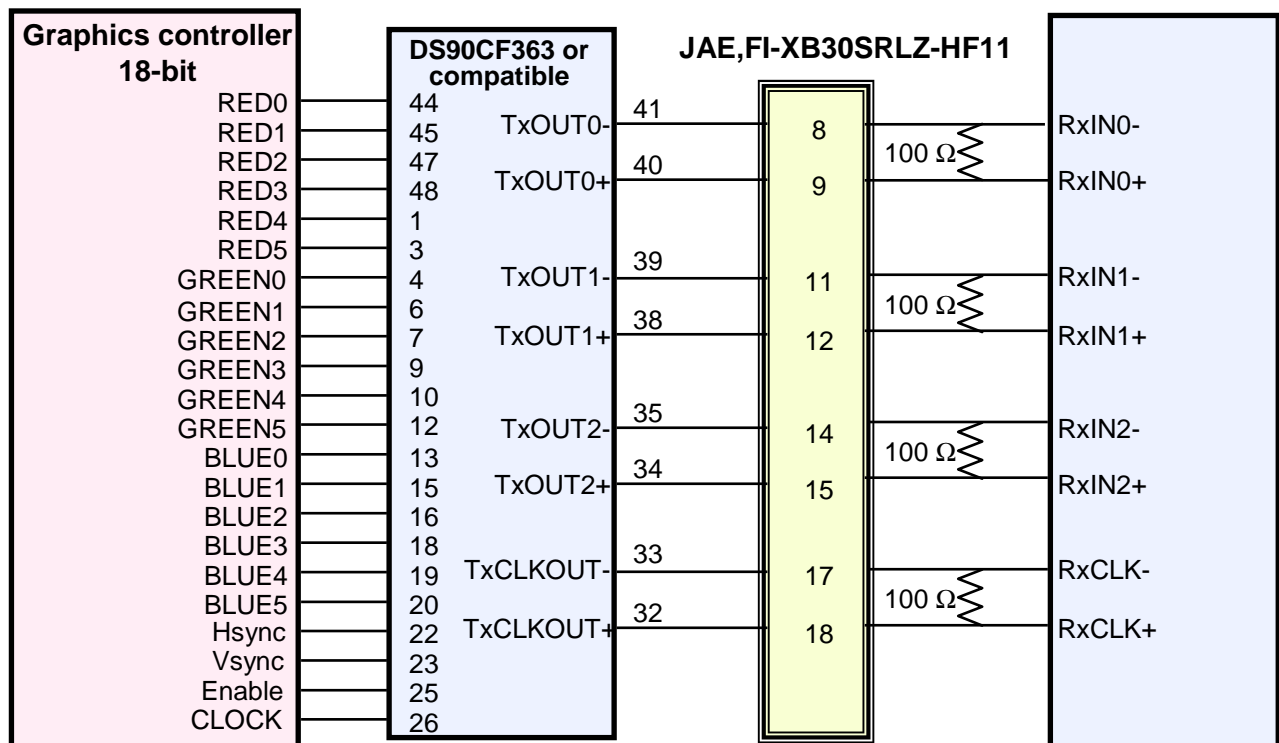 Graphics controller
18-bit
RED0
RED1
RED2
RED3
RED4
RED5
GREEN0
GREEN1
GREEN2
GREEN3
GREEN4
GREEN5
BLUE0
BLUE1
BLUE2
BLUE3
BLUE4
BLUE5
Hsync
Vsync
Enable
CLOCK
DS90CF363 or
compatible
44
45
47
48
1
3
4
6
7
9
10
12
13
15
16
18
19
20
22
23
25
26
TxOUT0-
TxOUT0+
TxOUT1-
TxOUT1+
TxOUT2-
TxOUT2+
TxCLKOUT-
TxCLKOUT+
41
40
39
38
35
34
33
32
JAE,FI-XB30SRLZ-HF11
8
9
11
12
14
15
17
18
100 Ω
100 Ω
100 Ω
100 Ω
RxIN0-
RxIN0+
RxIN1-
RxIN1+
RxIN2-
RxIN2+
RxCLK-
RxCLK+